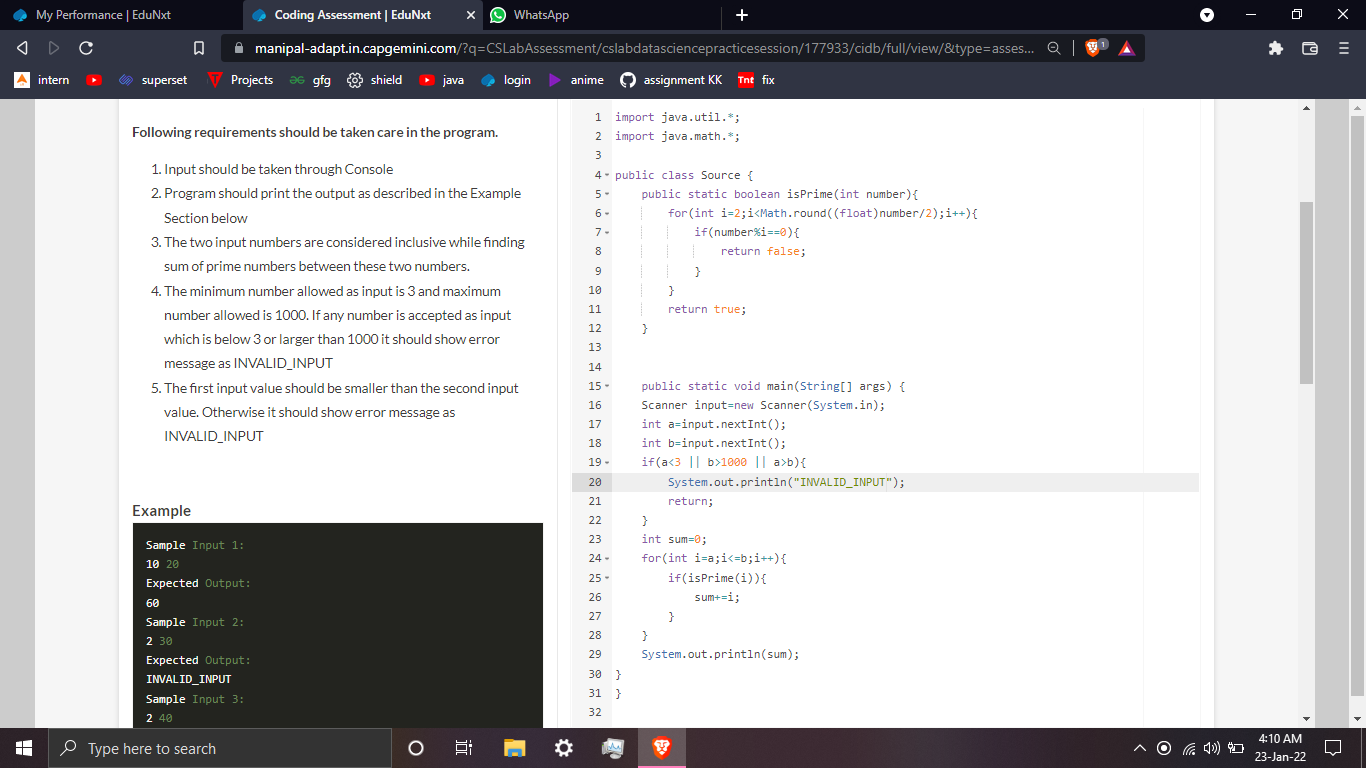 My Performance | EduNxt
Coding Assessment | EduNxt
WhatsApp
manipal-adapt.in.capgemini.com/?q=CSLabAssessment/cslabdatasciencepracticesession/177933/cidb/full/view/&type=asses...
1
intern
superset
Projects
gfg
shield
java
login
anime
assignment KK
Tnt fix
Following requirements should be taken care in the program.
1. Input should be taken through Console
2. Program should print the output as described in the Example
Section below
3. The two input numbers are considered inclusive while finding
sum of prime numbers between these two numbers.
4. The minimum number allowed as input is 3 and maximum
number allowed is 1000. If any number is accepted as input
which is below 3 or larger than 1000 it should show error
message as INVALID_INPUT
5. The first input value should be smaller than the second input
value. Otherwise it should show error message as
INVALID_INPUT
Example
Sample Input 1:
10 20
Expected Output:
60
Sample Input 2:
2 30
Expected Output:
INVALID_INPUT
Sample Input 3:
2 40
1 import java.util.*;
2 import java.math.*;
3
4 public class Source {
5 public static boolean isPrime(int number){
6 for(int i=2;i<Math.round((float)number/2);i++){
7 if(number%i==0){
8 return false;
9 }
10 }
11 return true;
12 }
13
14
15 public static void main(String[] args) {
16 Scanner input=new Scanner(System.in);
17 int a=input.nextInt();
18 int b=input.nextInt();
19 if(a<3 || b>1000 || a>b){
20 System.out.println("INVALID_INPUT");
21 return;
22 }
23 int sum=0;
24 for(int i=a;i<=b;i++){
25 if(isPrime(i)){
26 sum+=i;
27 }
28 }
29 System.out.println(sum);
30 }
31 }
32
Type here to search
4:10 AM
23-Jan-22